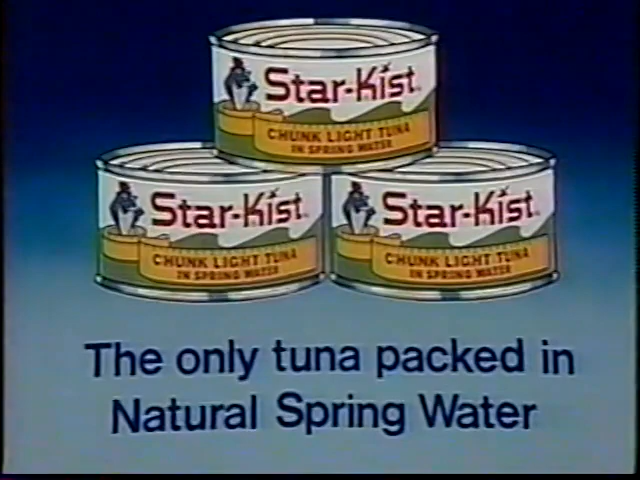 Star-Kist
CHUNK LIGHT TUNA
IN SPRING WATER
Star-Kist
CHUNK LIGHT TUNA
IN SPRING WATER
Star-Kist
CHUNK LIGHT TUNA
IN SPRING WATER
The only tuna packed in
Natural Spring Water